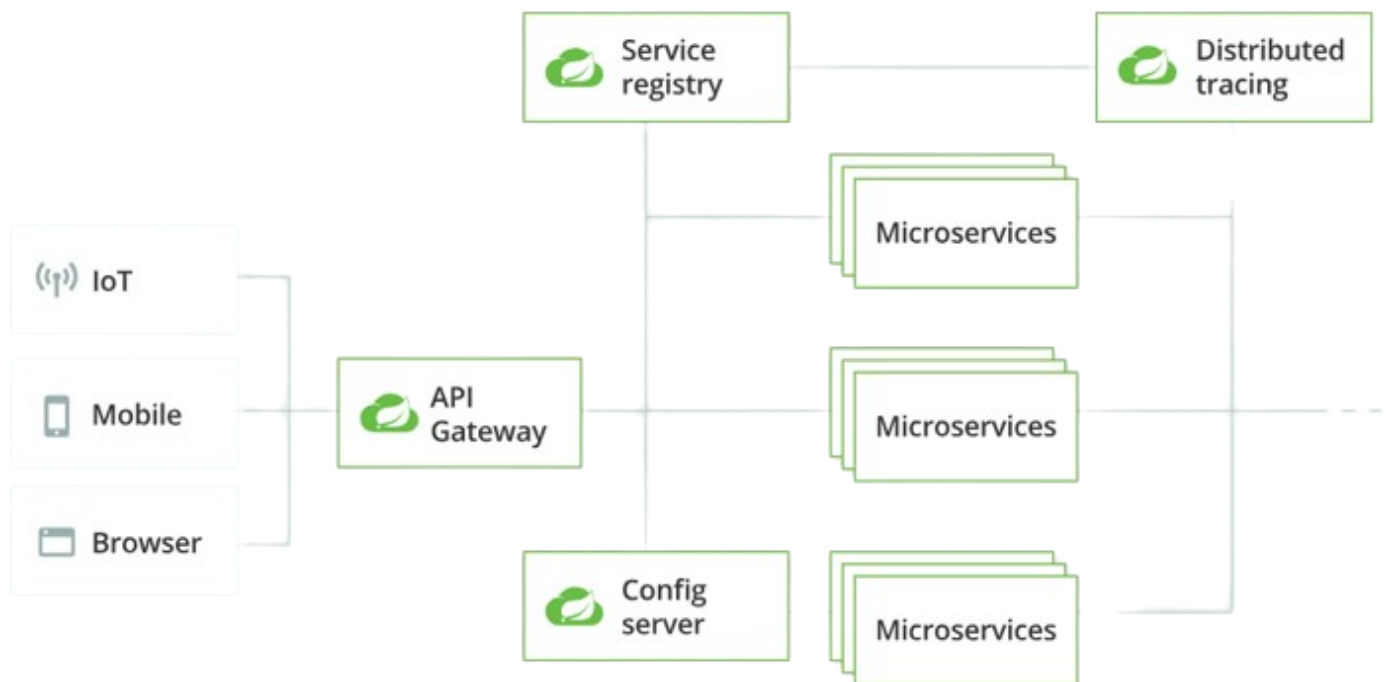 Service
registry
Distributed
tracing
Microservices
IoT
API
Gateway
Mobile
Microservices
Browser
Config
server
Microservices